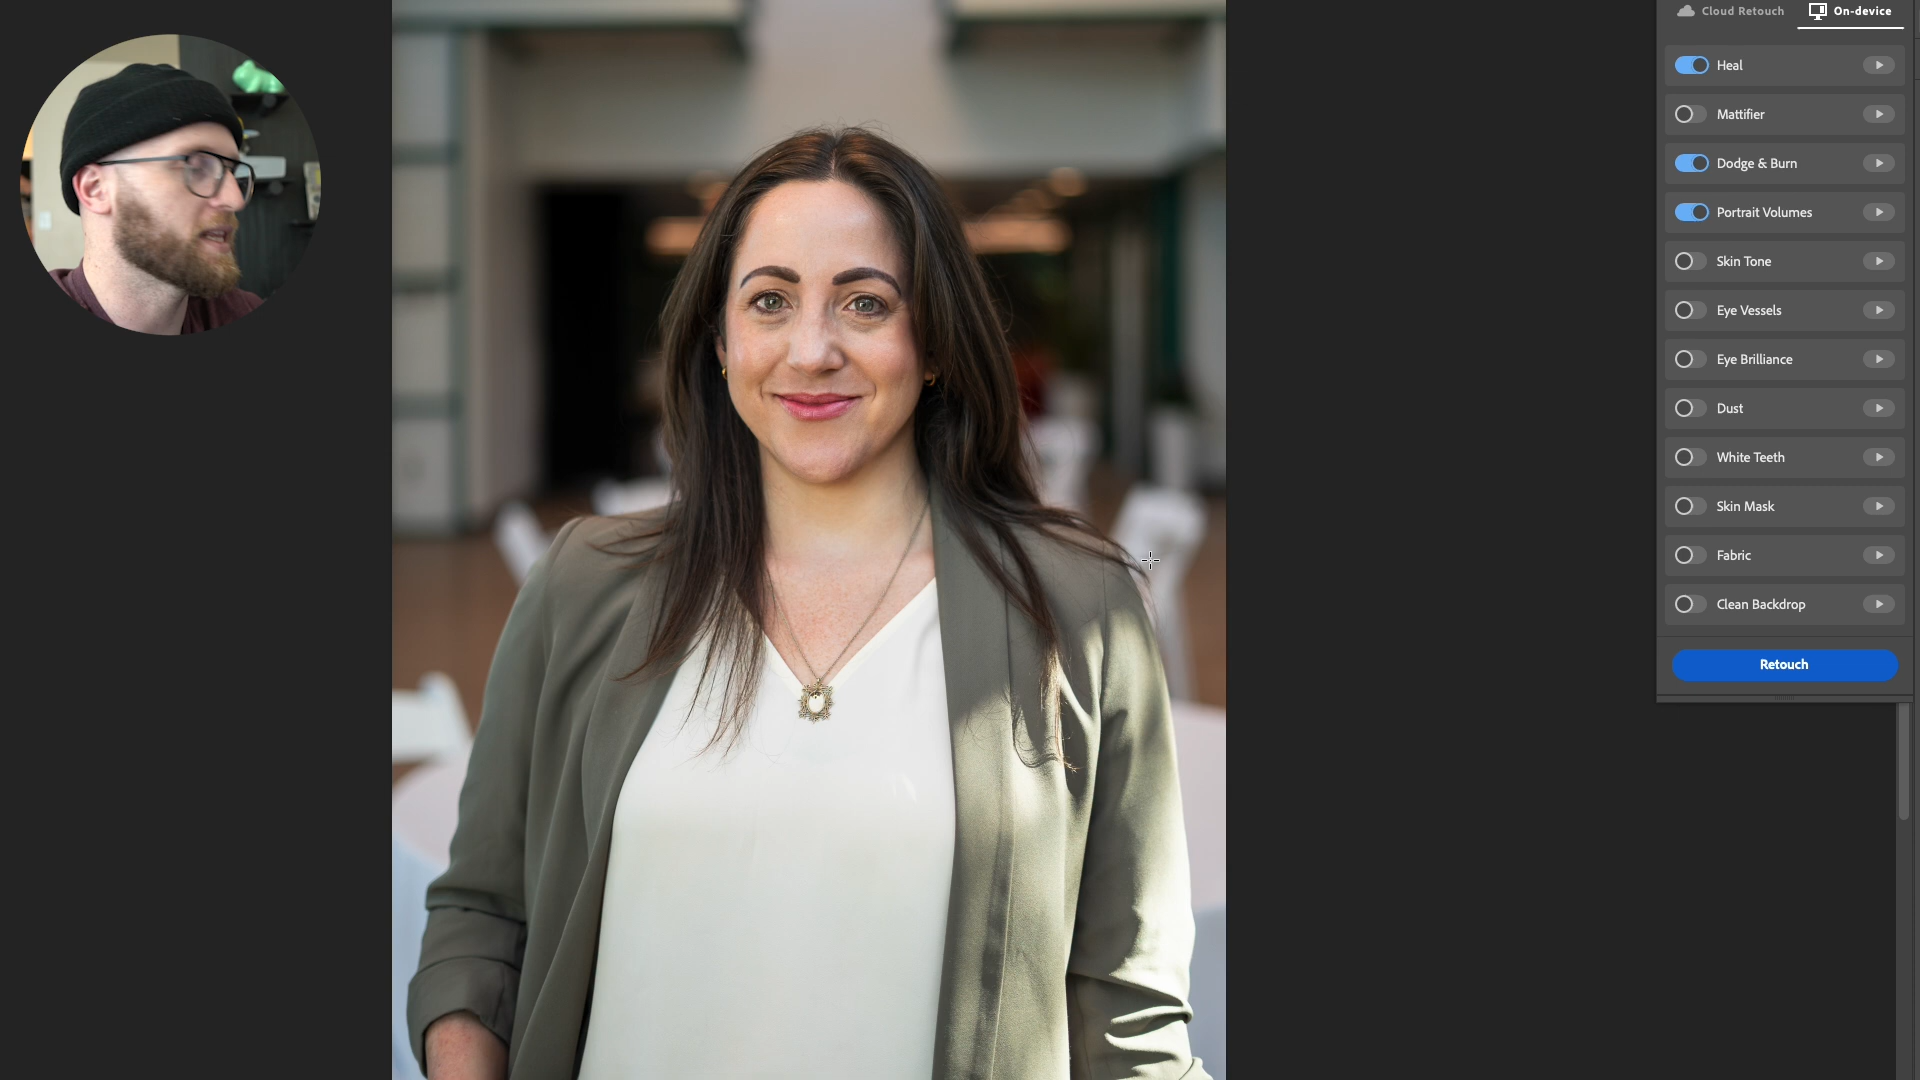 Cloud Retouch
On-device
Heal
Mattifier
Dodge & Burn
Portrait Volumes
Skin Tone
Eye Vessels
Eye Brilliance
Dust
White Teeth
Skin Mask
Fabric
Clean Backdrop
Retouch